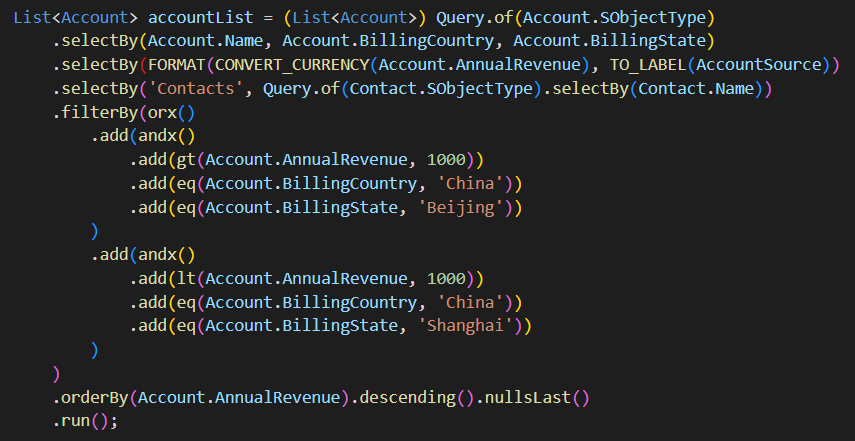 List<Account> accountList = (List<Account>) Query.of(Account.SObjectType)
    .selectBy(Account.Name, Account.BillingCountry, Account.BillingState)
    .selectBy(FORMAT(CONVERT_CURRENCY(Account.AnnualRevenue), TO_LABEL(AccountSource))
    .selectBy('Contacts', Query.of(Contact.SObjectType).selectBy(Contact.Name))
    .filterBy(orx()
        .add(andx()
            .add(gt(Account.AnnualRevenue, 1000))
            .add(eq(Account.BillingCountry, 'China'))
            .add(eq(Account.BillingState, 'Beijing'))
        )
        .add(andx()
            .add(lt(Account.AnnualRevenue, 1000))
            .add(eq(Account.BillingCountry, 'China'))
            .add(eq(Account.BillingState, 'Shanghai'))
        )
    )
    .orderBy(Account.AnnualRevenue).descending().nullsLast()
    .run();